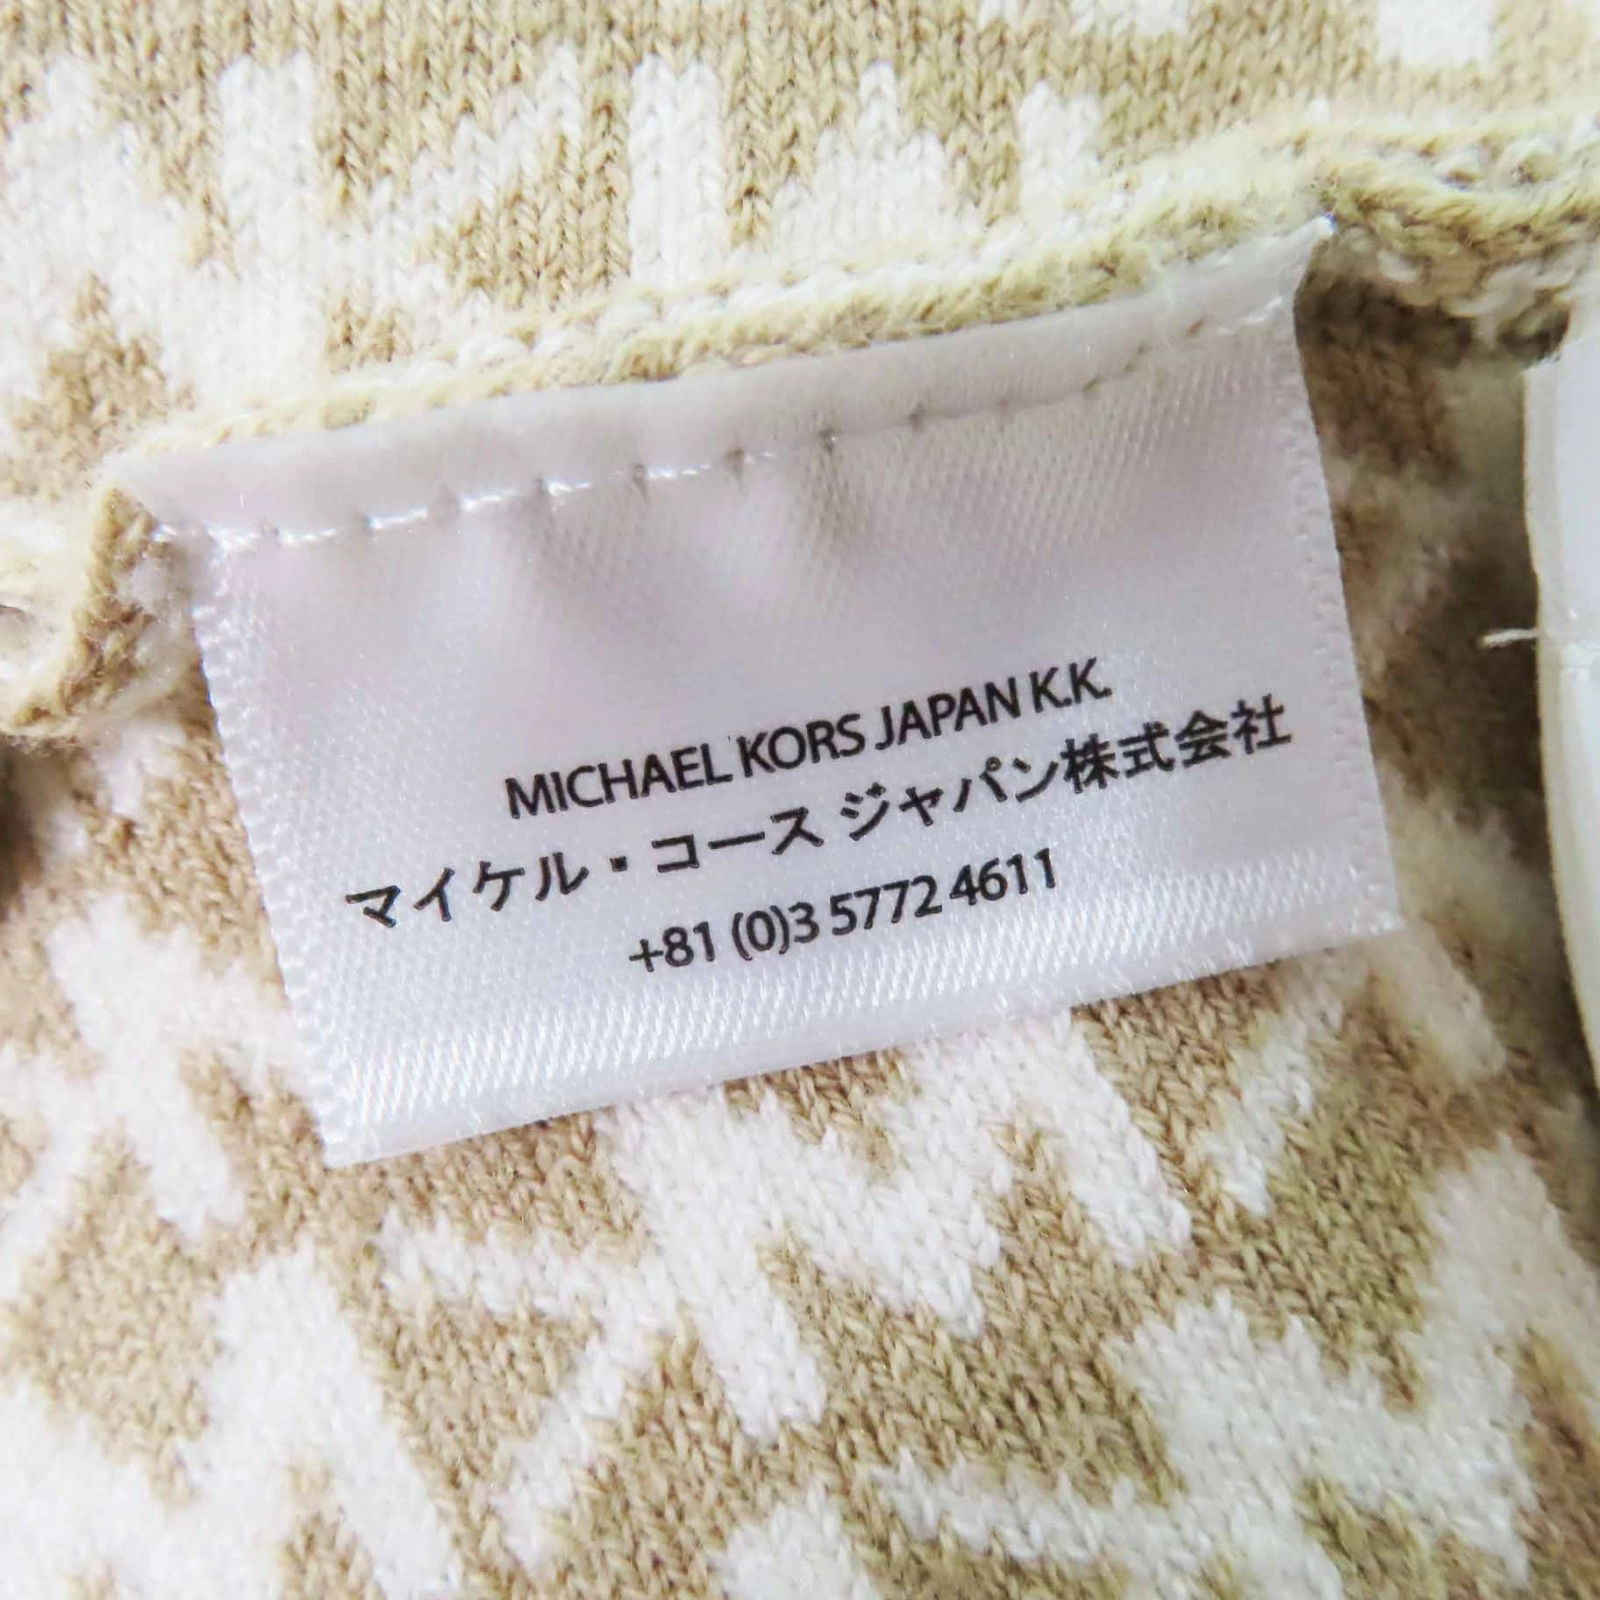 MICHAEL KORS JAPAN K.K.
マイケル・コース ジャパン株式会社
+81 (0)3 5772 4611